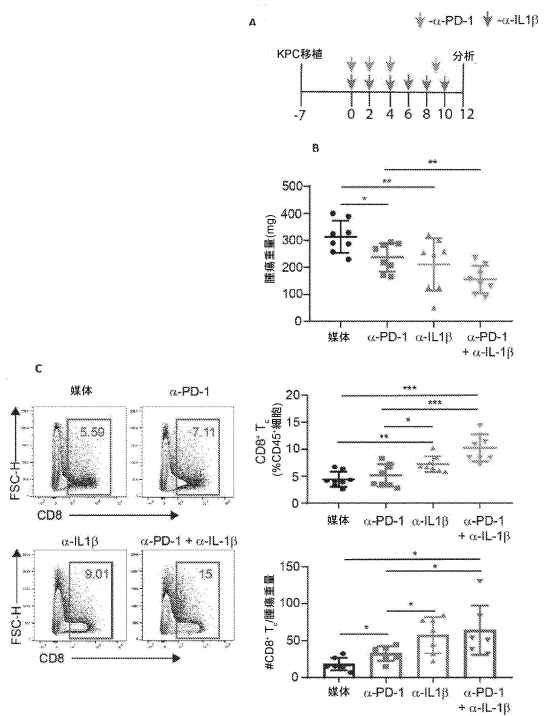 A
-α-PD-1 -α-IL1β
KPC移植
分析
-7 0 2 4 6 8 10 12
B
**
**
*
500
400
300
200
100
0
腫瘍重量(mg)
媒体 α-PD-1 α-IL1β α-PD-1
+ α-IL-1β
C
媒体 α-PD-1
5.59 7.11
FSC-H
CD8
α-IL1β α-PD-1 + α-IL-1β
9.01 15
FSC-H
CD8
***
***
*
**
20
15
10
5
0
CD8⁺ Tc
(%CD45⁺細胞)
媒体 α-PD-1 α-IL1β α-PD-1
+ α-IL-1β
*
*
*
*
150
100
50
0
#CD8⁺ Tc/腫瘍重量
媒体 α-PD-1 α-IL1β α-PD-1
+ α-IL-1β